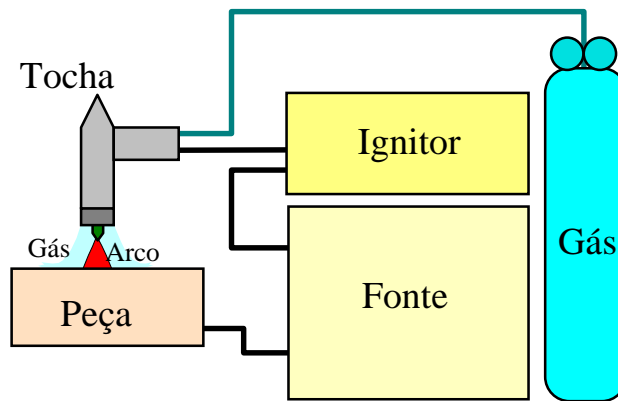 Tocha
Ignitor
Gás
Gás
Arco
Fonte
Peça